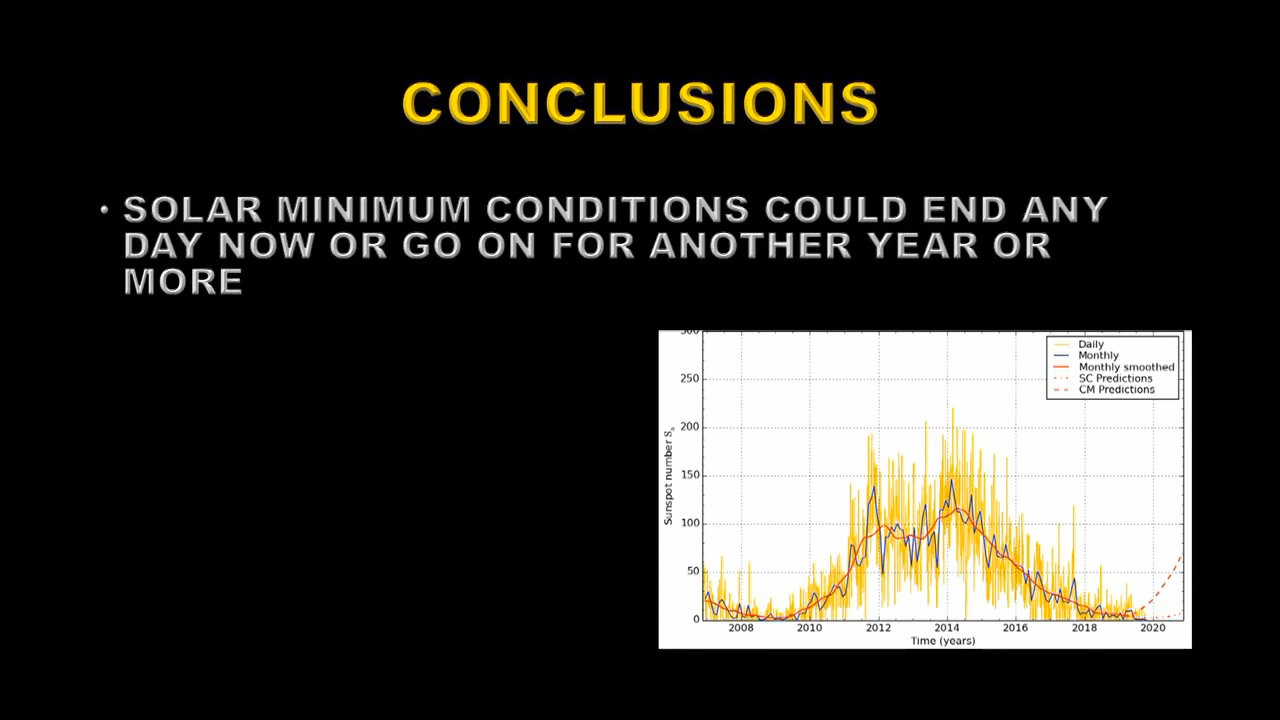 CONCLUSIONS
• SOLAR MINIMUM CONDITIONS COULD END ANY
DAY NOW OR GO ON FOR ANOTHER YEAR OR
MORE
300
250
200
150
100
50
0
Sunspot number Sₙ
Daily
Monthly
Monthly smoothed
SC Predictions
CM Predictions
2008 2010 2012 2014 2016 2018 2020
Time (years)